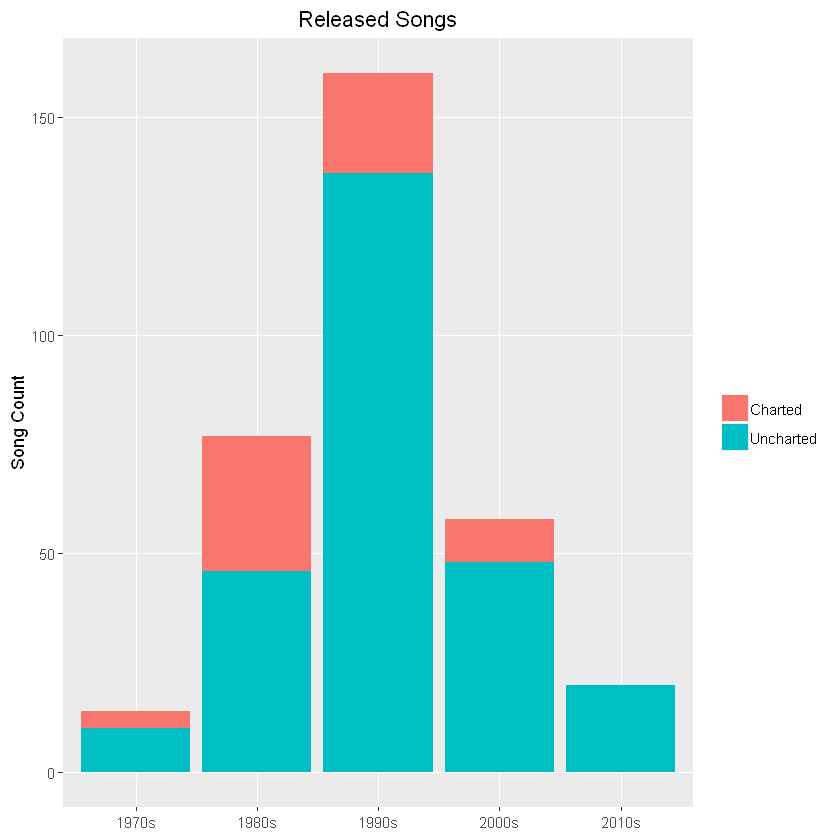 Released Songs
Song Count
150
100
50
0
1970s 1980s 1990s 2000s 2010s
Charted
Uncharted